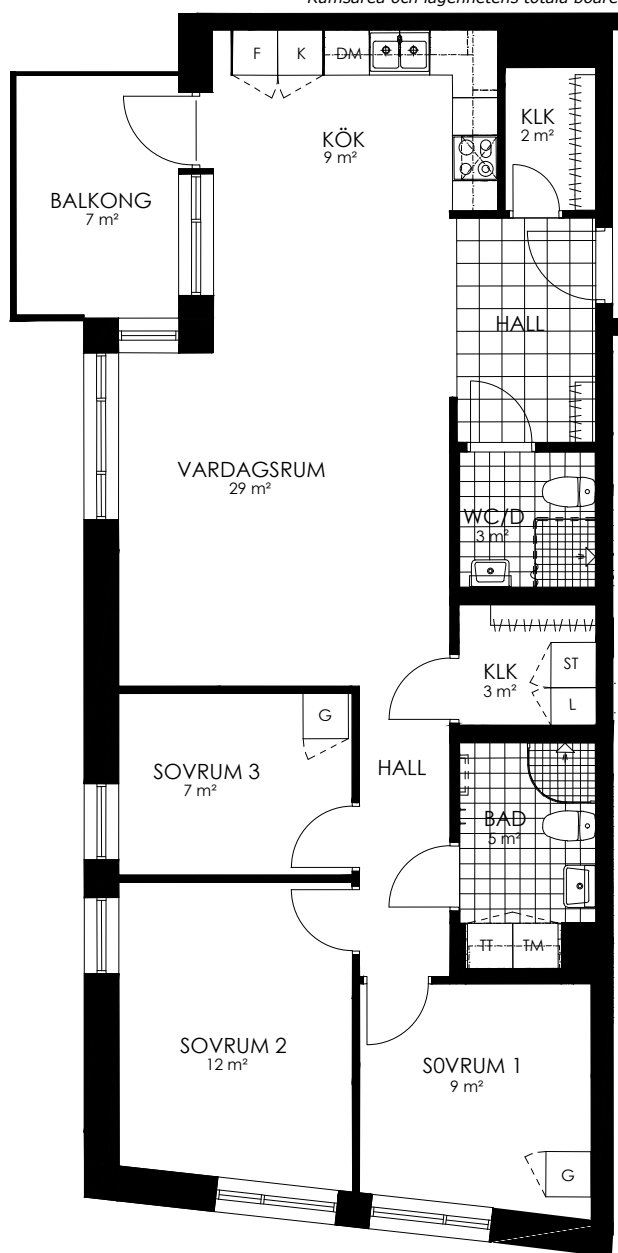 Rumsarea och lägenhetens totala boare
F K DM
KÖK
9 m²
KLK
2 m²
BALKONG
7 m²
HALL
VARDAGSRUM
29 m²
WC/D
3 m²
KLK
3 m²
ST
L
G
SOVRUM 3
7 m²
HALL
BAD
5 m²
TT TM
SOVRUM 2
12 m²
SOVRUM 1
9 m²
G